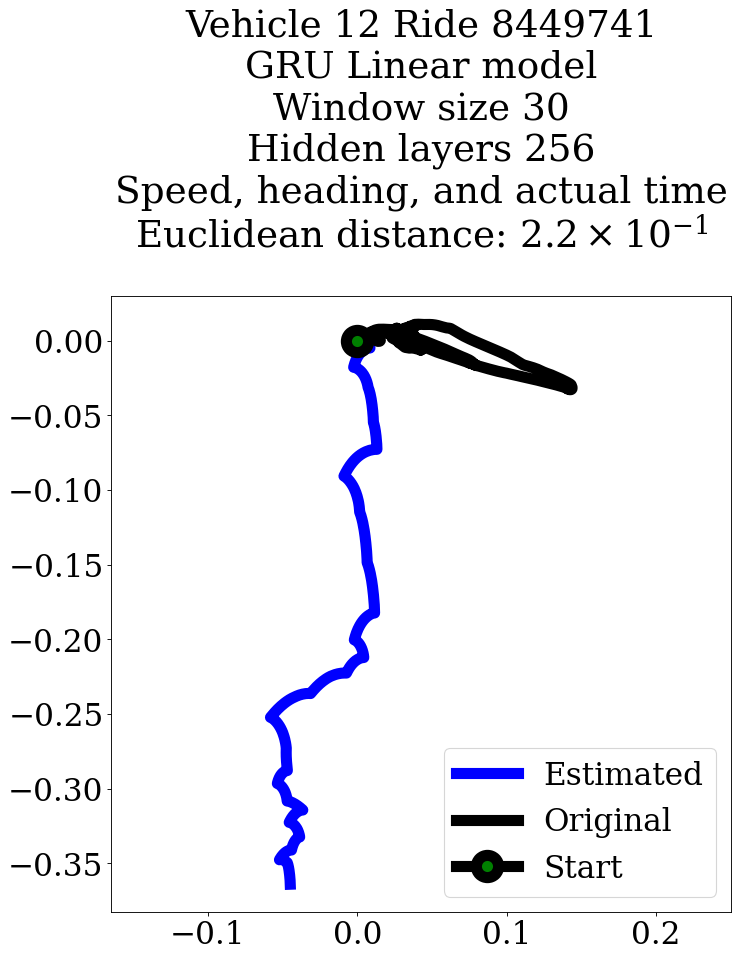 Vehicle 12 Ride 8449741
GRU Linear model
Window size 30
Hidden layers 256
Speed, heading, and actual time
Euclidean distance: 2.2 × 10⁻¹
0.00
−0.05
−0.10
−0.15
−0.20
−0.25
−0.30
−0.35
Estimated
Original
Start
−0.1 0.0 0.1 0.2